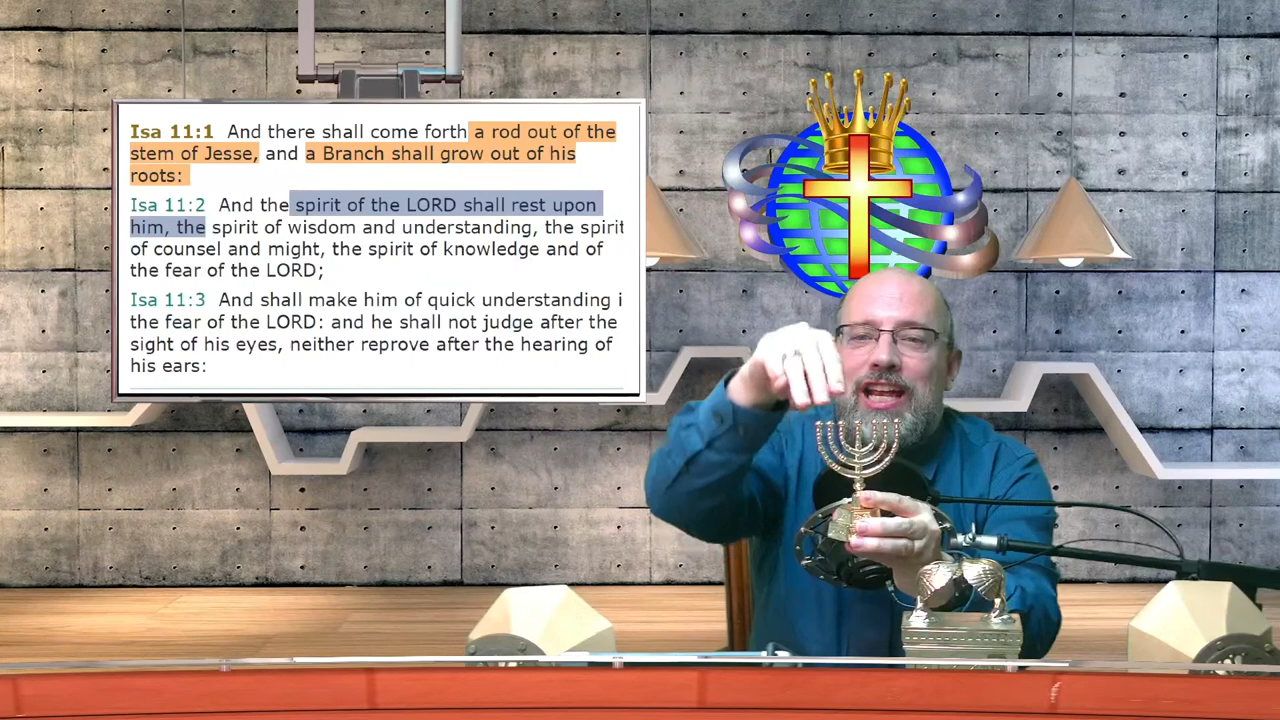 Isa 11:1 And there shall come forth a rod out of the
stem of Jesse, and a Branch shall grow out of his
roots:
Isa 11:2 And the spirit of the LORD shall rest upon
him, the spirit of wisdom and understanding, the spirit
of counsel and might, the spirit of knowledge and of
the fear of the LORD;
Isa 11:3 And shall make him of quick understanding i
the fear of the LORD: and he shall not judge after the
sight of his eyes, neither reprove after the hearing of
his ears: